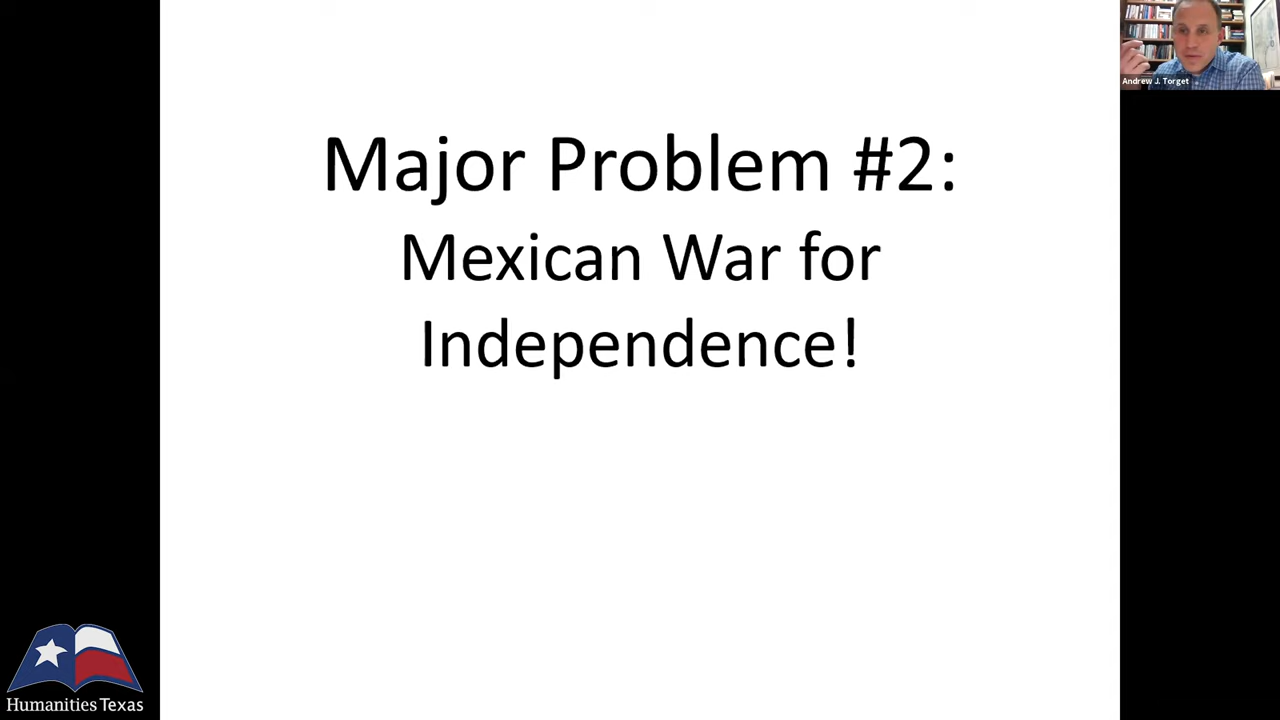 Andrew J. Torget
Major Problem #2:
Mexican War for
Independence!
Humanities Texas